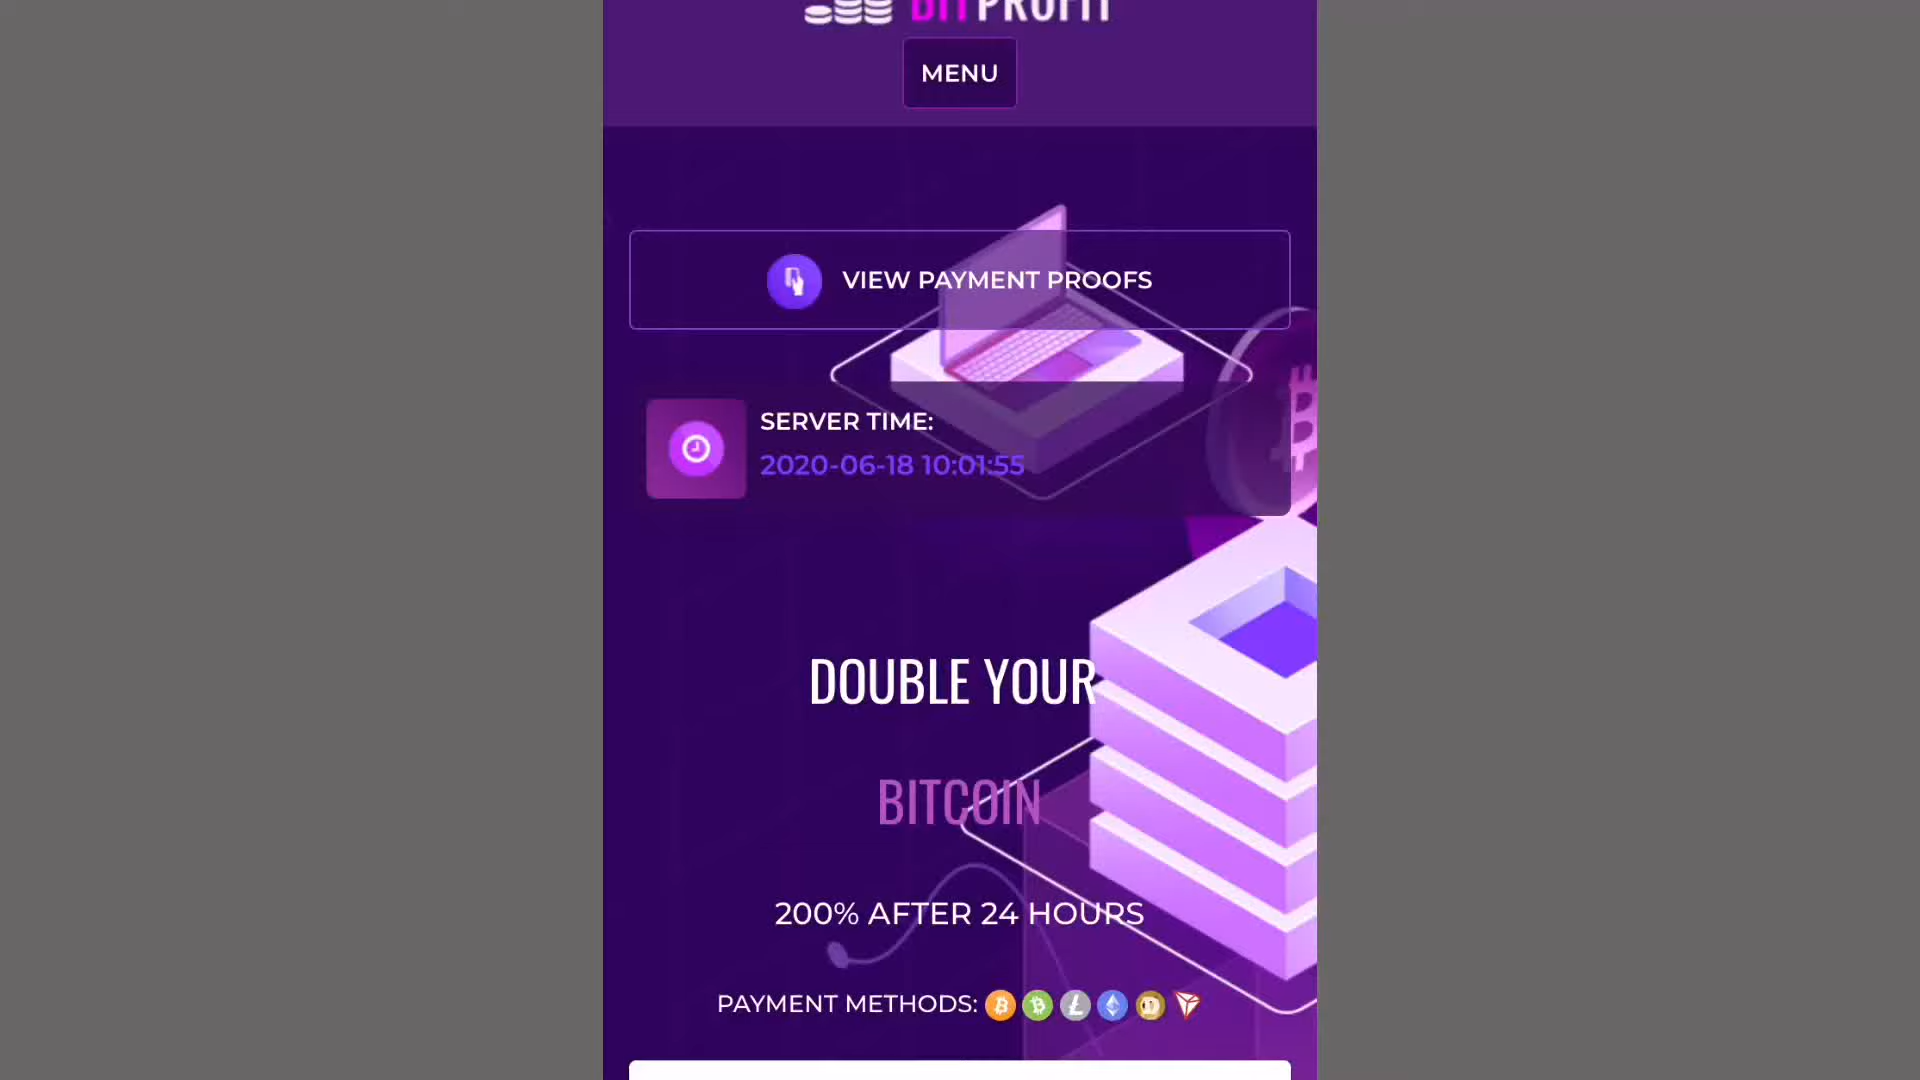 BITPROFIT
MENU
VIEW PAYMENT PROOFS
SERVER TIME:
2020-06-18 10:01:55
DOUBLE YOUR
BITCOIN
200% AFTER 24 HOURS
PAYMENT METHODS: